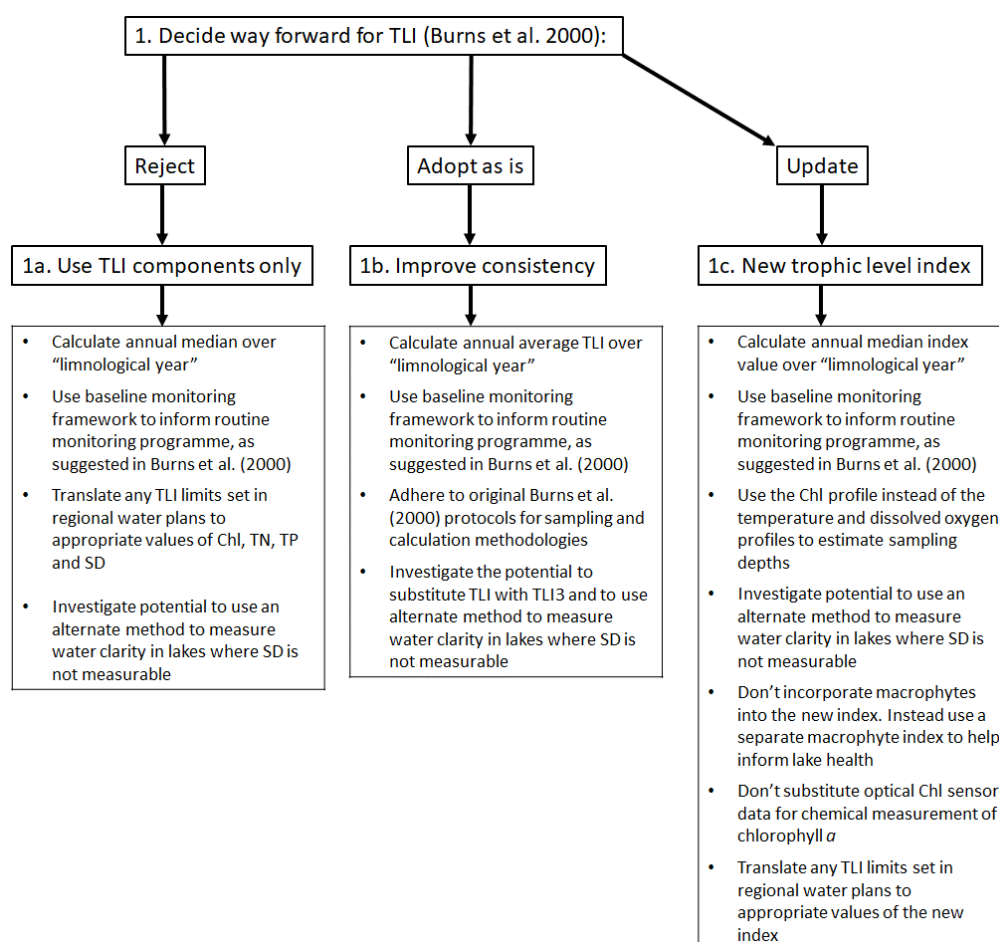 1. Decide way forward for TLI (Burns et al. 2000):
Reject
Adopt as is
Update
1a. Use TLI components only
1b. Improve consistency
1c. New trophic level index
• Calculate annual median over
“limnological year”
• Use baseline monitoring
framework to inform routine
monitoring programme, as
suggested in Burns et al. (2000)
• Translate any TLI limits set in
regional water plans to
appropriate values of Chl, TN, TP
and SD
• Investigate potential to use an
alternate method to measure
water clarity in lakes where SD is
not measurable
• Calculate annual average TLI over
“limnological year”
• Use baseline monitoring
framework to inform routine
monitoring programme, as
suggested in Burns et al. (2000)
• Adhere to original Burns et al.
(2000) protocols for sampling and
calculation methodologies
• Investigate the potential to
substitute TLI with TLI3 and to use
alternate method to measure
water clarity in lakes where SD is
not measurable
• Calculate annual median index
value over “limnological year”
• Use baseline monitoring
framework to inform routine
monitoring programme, as
suggested in Burns et al. (2000)
• Use the Chl profile instead of the
temperature and dissolved oxygen
profiles to estimate sampling
depths
• Investigate potential to use an
alternate method to measure
water clarity in lakes where SD is
not measurable
• Don’t incorporate macrophytes
into the new index. Instead use a
separate macrophyte index to help
inform lake health
• Don’t substitute optical Chl sensor
data for chemical measurement of
chlorophyll a
• Translate any TLI limits set in
regional water plans to
appropriate values of the new
index